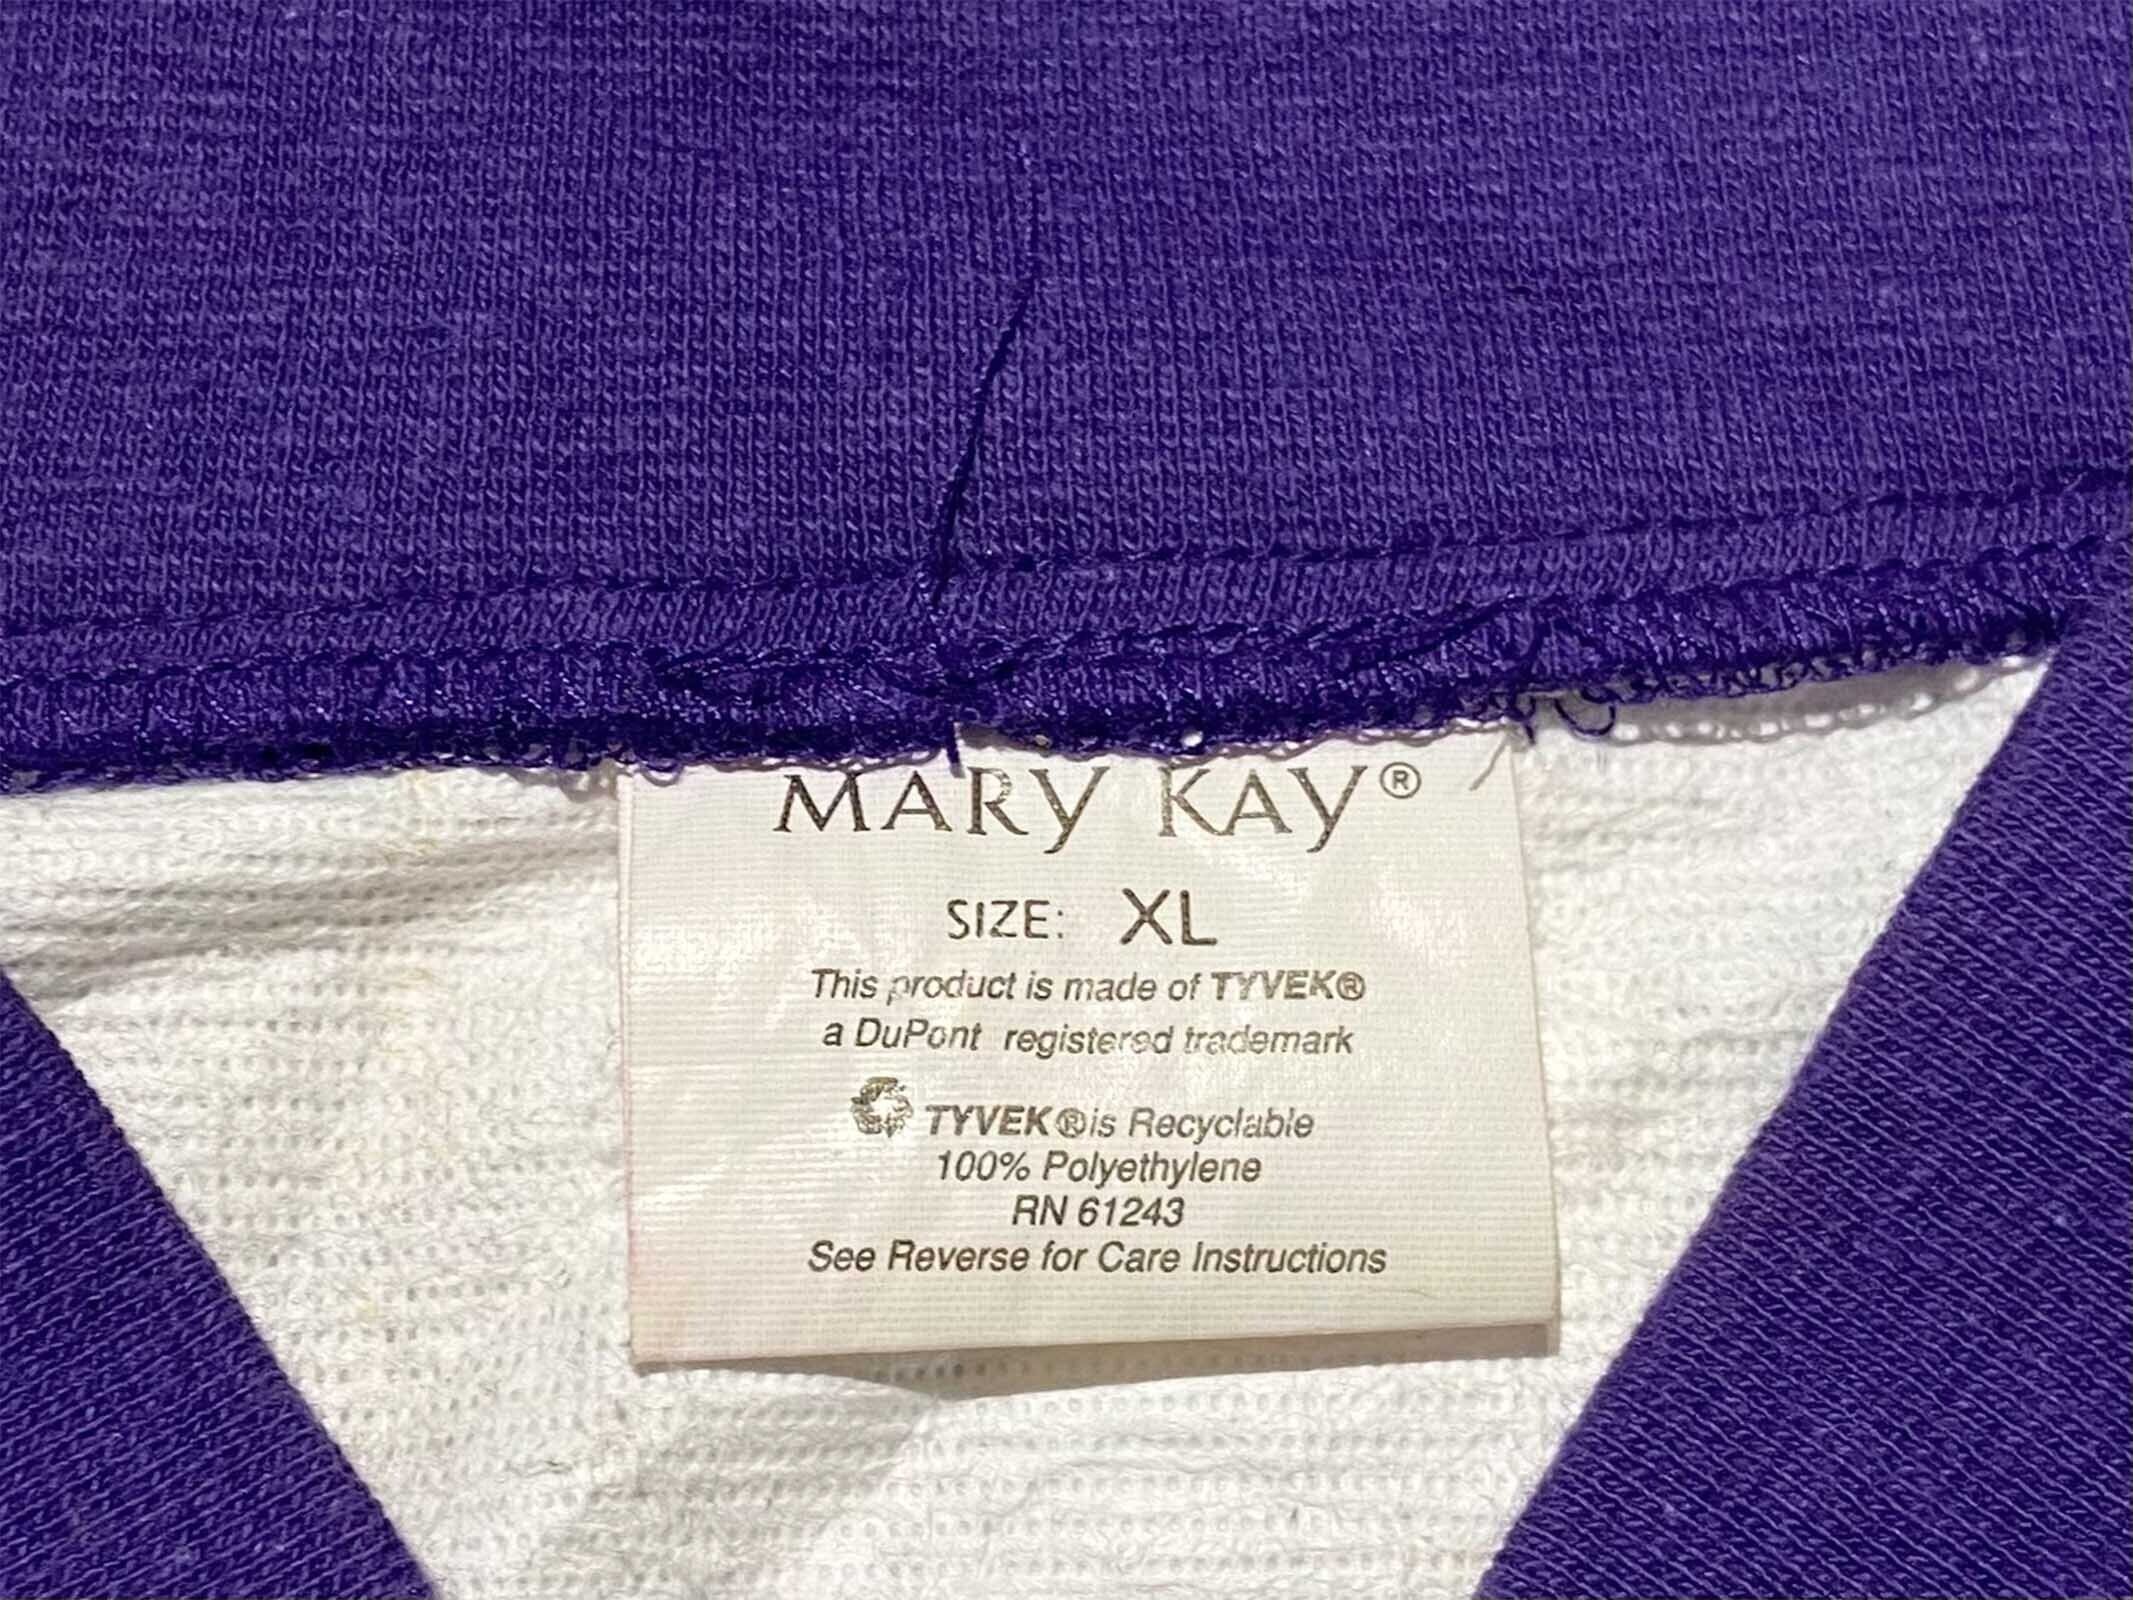 MARY KAY®
SIZE: XL
This product is made of TYVEK®
a DuPont registered trademark
TYVEK® is Recyclable
100% Polyethylene
RN 61243
See Reverse for Care Instructions